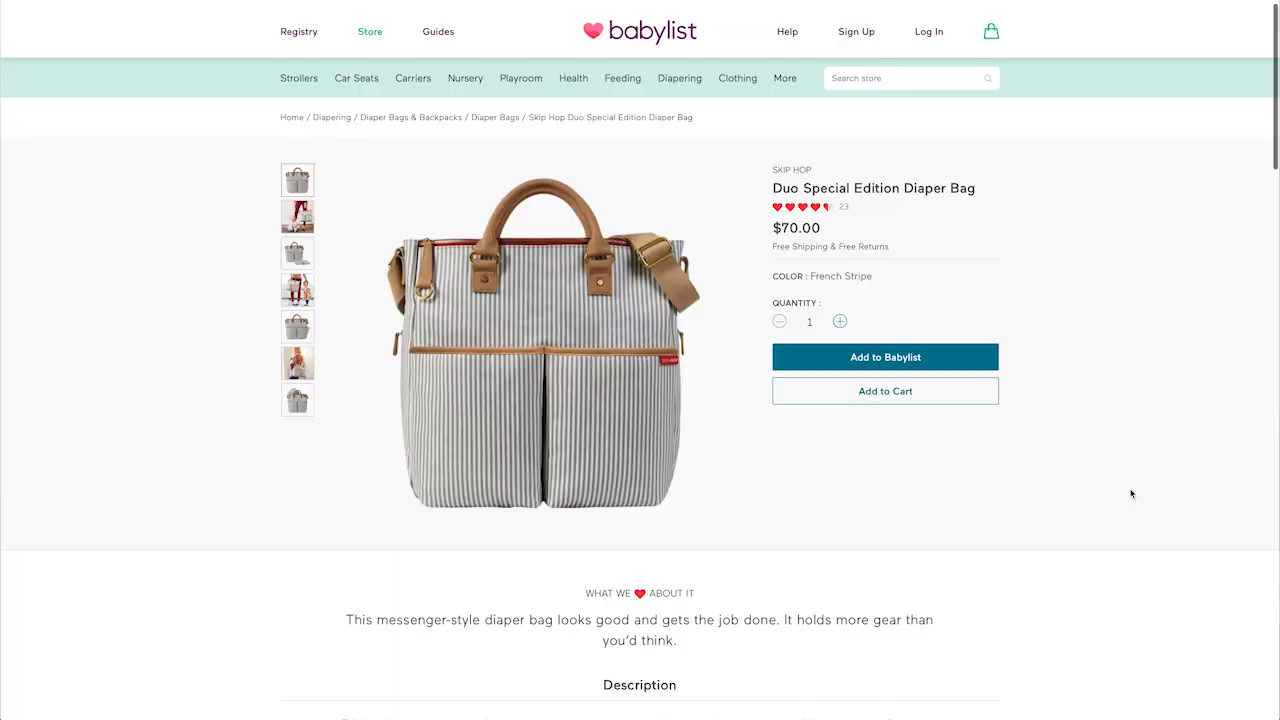 Registry Store Guides babylist Help Sign Up Log In
Strollers Car Seats Carriers Nursery Playroom Health Feeding Diapering Clothing More Search store
Home / Diapering / Diaper Bags & Backpacks / Diaper Bags / Skip Hop Duo Special Edition Diaper Bag
SKIP HOP
Duo Special Edition Diaper Bag
23
$70.00
Free Shipping & Free Returns
COLOR : French Stripe
QUANTITY :
1
Add to Babylist
Add to Cart
WHAT WE ABOUT IT
This messenger-style diaper bag looks good and gets the job done. It holds more gear than
you'd think.
Description